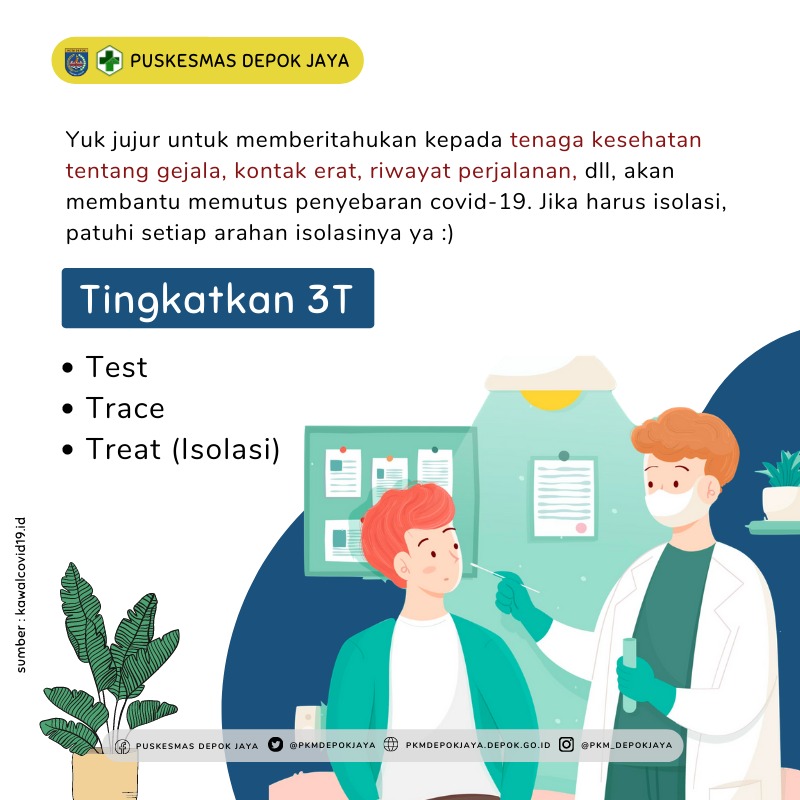 PUSKESMAS DEPOK JAYA
Yuk jujur untuk memberitahukan kepada tenaga kesehatan
tentang gejala, kontak erat, riwayat perjalanan, dll, akan
membantu memutus penyebaran covid-19. Jika harus isolasi,
patuhi setiap arahan isolasinya ya :)
Tingkatkan 3T
• Test
• Trace
• Treat (Isolasi)
sumber : kawalcovid19.id
PUSKESMAS DEPOK JAYA @PKMDEPOKJAYA PKMDEPOKJAYA.DEPOK.GO.ID @PKM_DEPOKJAYA